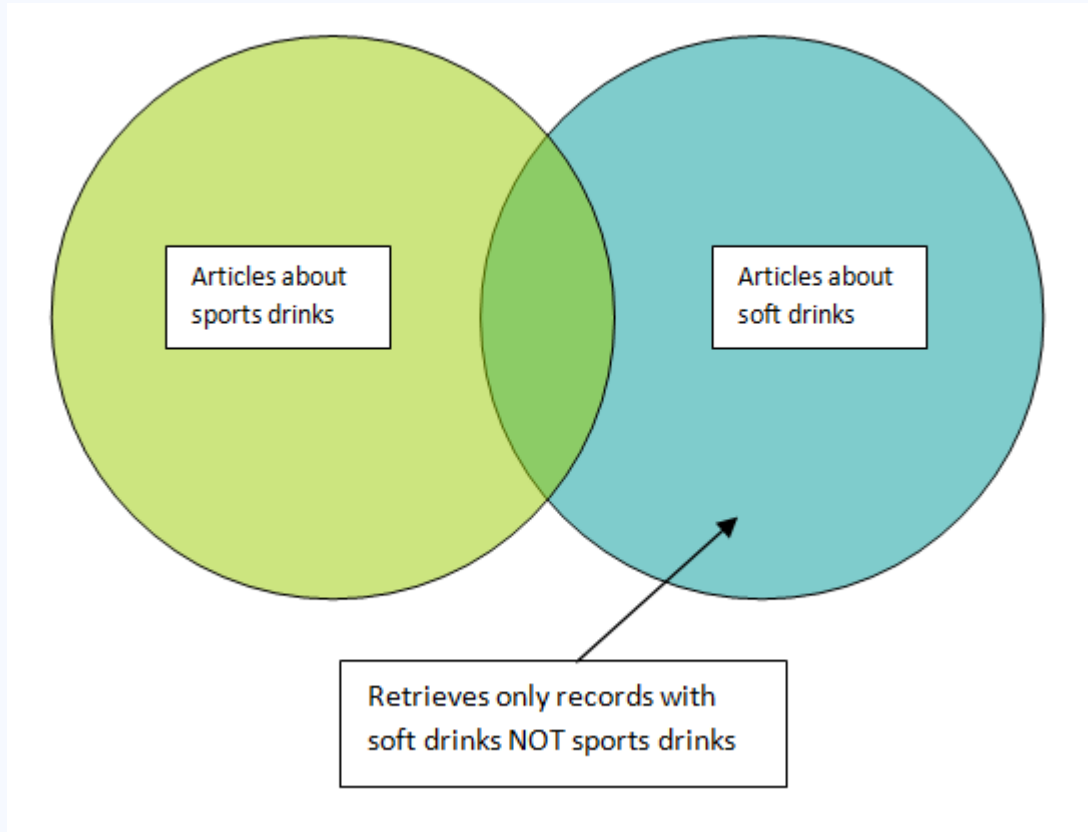 Articles about
sports drinks
Articles about
soft drinks
Retrieves only records with
soft drinks NOT sports drinks